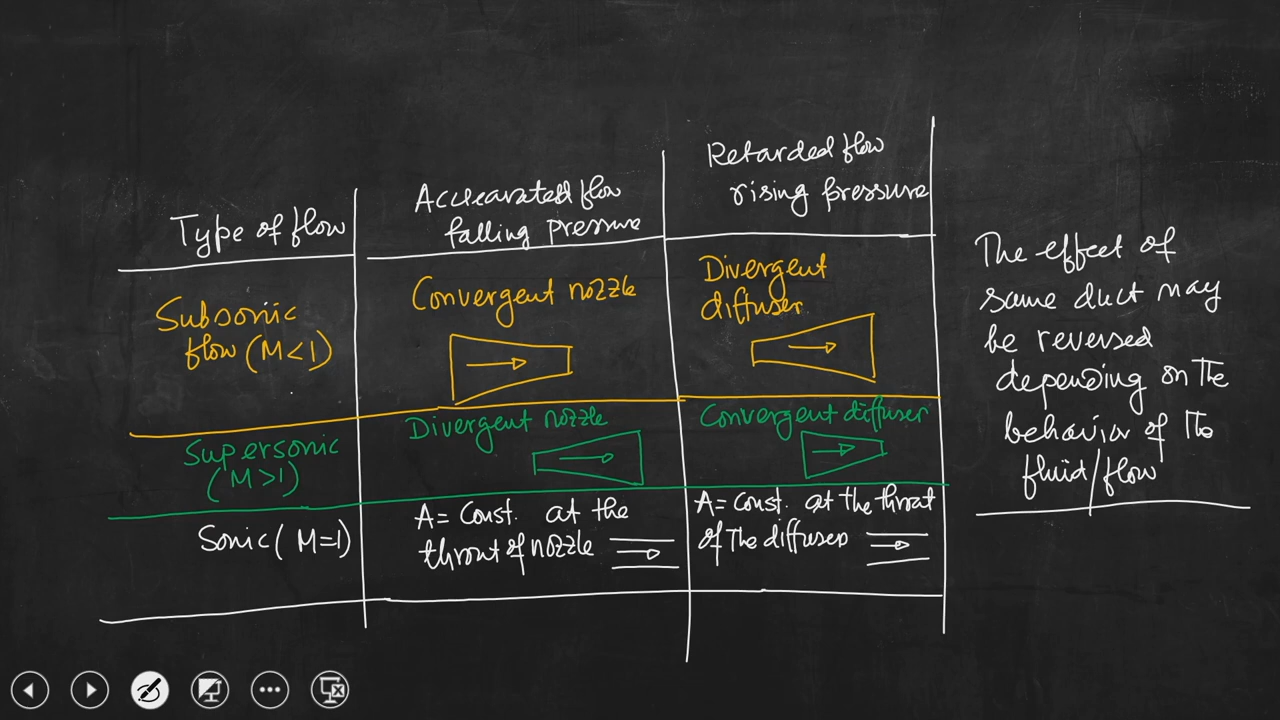 Type of flow
Acclearated flow
falling pressure
Retarded flow
rising pressure
Subsonic
flow (M<1)
Convergent nozzle
Divergent
diffuser
Supersonic
(M>1)
Divergent nozzle
Convergent diffuser
Sonic (M=1)
A = Const. at the
throat of nozzle
A = Const. at the throat
of The diffuser
The effect of
same duct may
be reversed
depending on The
behavior of The
fluid/flow